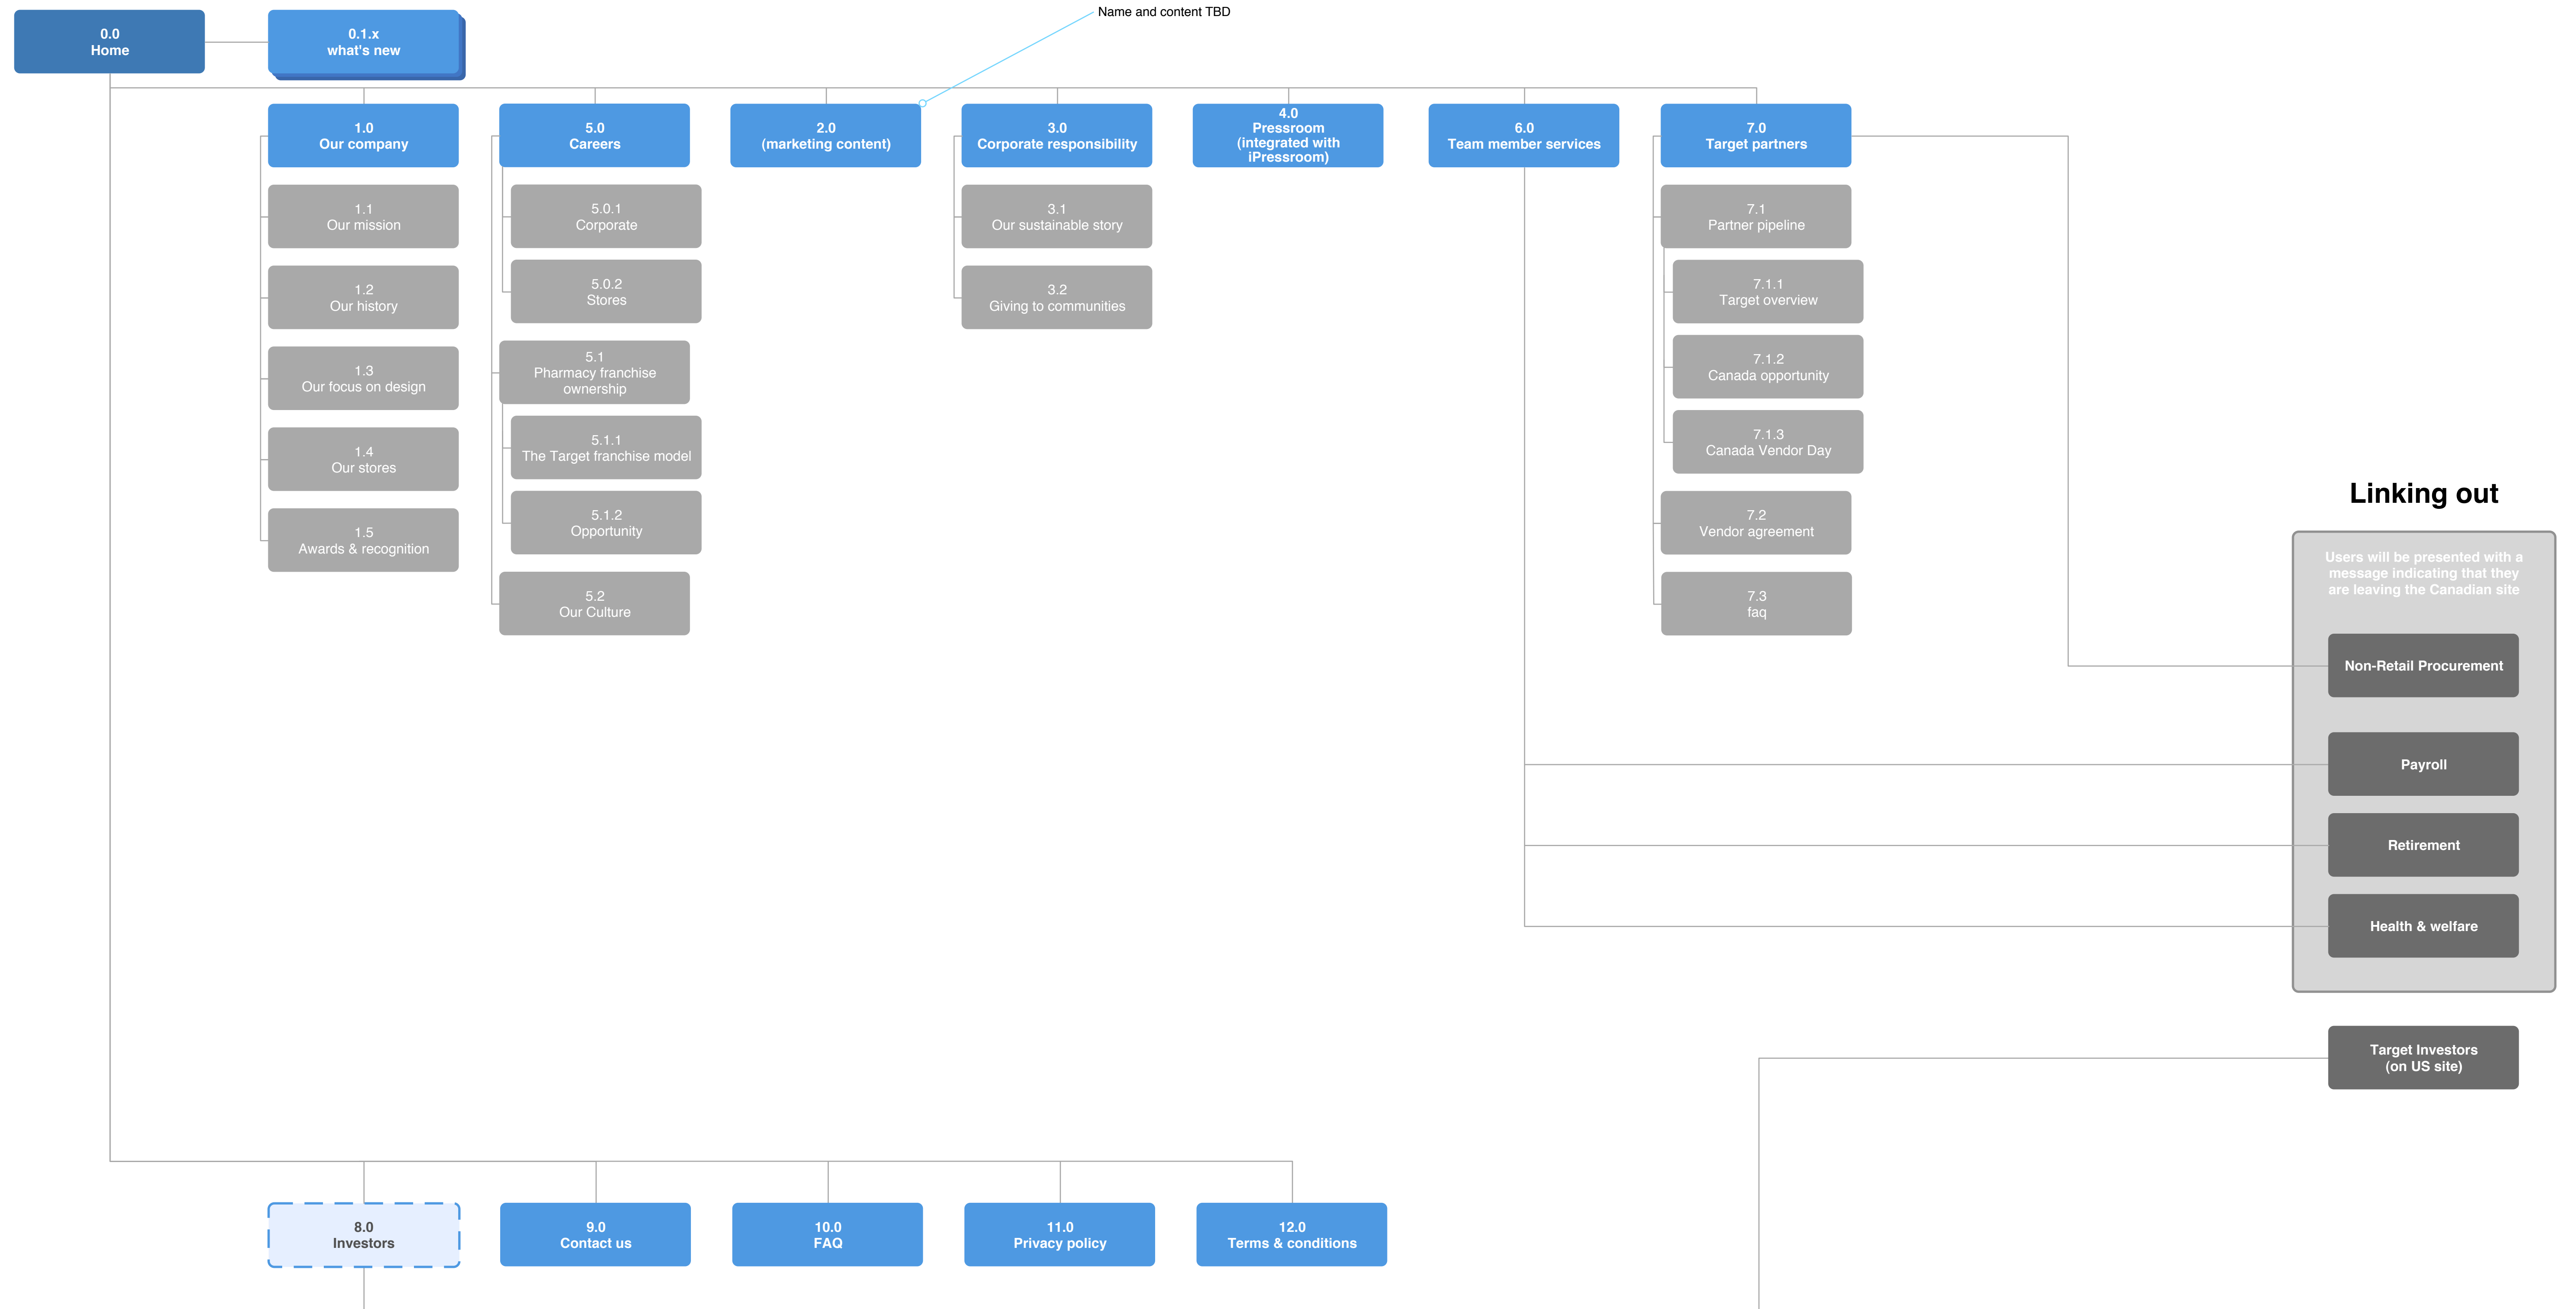 Name and content TBD
0.0
Home
0.1.x
what's new
1.0
Our company
1.1
Our mission
1.2
Our history
1.3
Our focus on design
1.4
Our stores
1.5
Awards & recognition
5.0
Careers
5.0.1
Corporate
5.0.2
Stores
5.1
Pharmacy franchise
ownership
5.1.1
The Target franchise model
5.1.2
Opportunity
5.2
Our Culture
2.0
(marketing content)
3.0
Corporate responsibility
3.1
Our sustainable story
3.2
Giving to communities
4.0
Pressroom
(integrated with
iPressroom)
6.0
Team member services
7.0
Target partners
7.1
Partner pipeline
7.1.1
Target overview
7.1.2
Canada opportunity
7.1.3
Canada Vendor Day
7.2
Vendor agreement
7.3
faq
Linking out
Users will be presented with a
message indicating that they
are leaving the Canadian site
Non-Retail Procurement
Payroll
Retirement
Health & welfare
Target Investors
(on US site)
8.0
Investors
9.0
Contact us
10.0
FAQ
11.0
Privacy policy
12.0
Terms & conditions